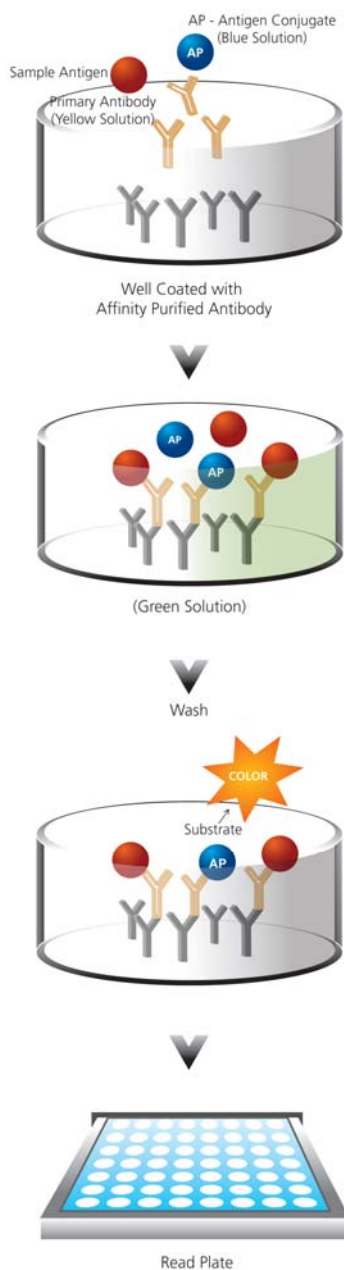 AP - Antigen Conjugate
(Blue Solution)
AP
Sample Antigen
Primary Antibody
(Yellow Solution)
Well Coated with
Affinity Purified Antibody
AP
AP
(Green Solution)
Wash
COLOR
Substrate
AP
Read Plate